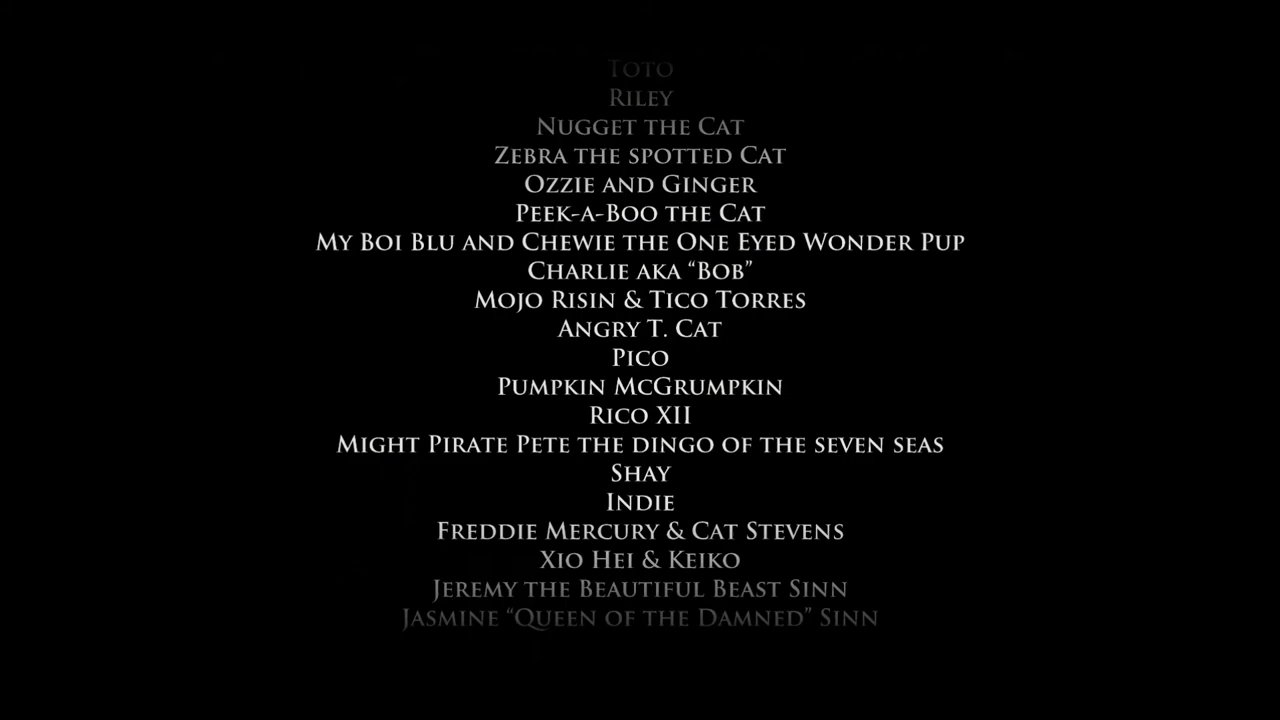 Toto
Riley
Nugget the Cat
Zebra the spotted Cat
Ozzie and Ginger
Peek-a-Boo the Cat
My Boi Blu and Chewie the One Eyed Wonder Pup
Charlie aka “Bob”
Mojo Risin & Tico Torres
Angry T. Cat
Pico
Pumpkin McGrumpkin
Rico XII
Might Pirate Pete the dingo of the seven seas
Shay
Indie
Freddie Mercury & Cat Stevens
Xio Hei & Keiko
Jeremy the Beautiful Beast Sinn
Jasmine “Queen of the Damned” Sinn